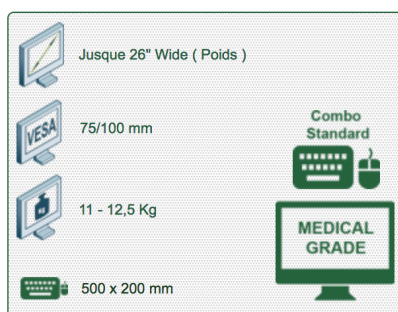 Jusque 26" Wide ( Poids )
VESA
75/100 mm
Combo
Standard
KG
11 - 12,5 Kg
MEDICAL
GRADE
500 x 200 mm